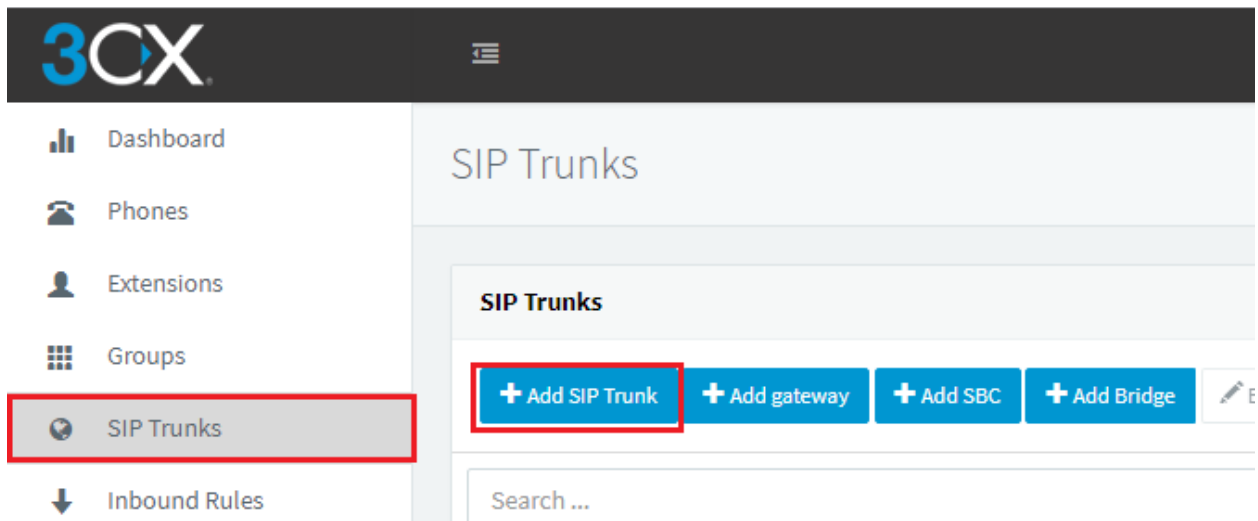 3CX
Dashboard
Phones
Extensions
Groups
SIP Trunks
Inbound Rules
SIP Trunks
SIP Trunks
+ Add SIP Trunk + Add gateway + Add SBC + Add Bridge
Search ...